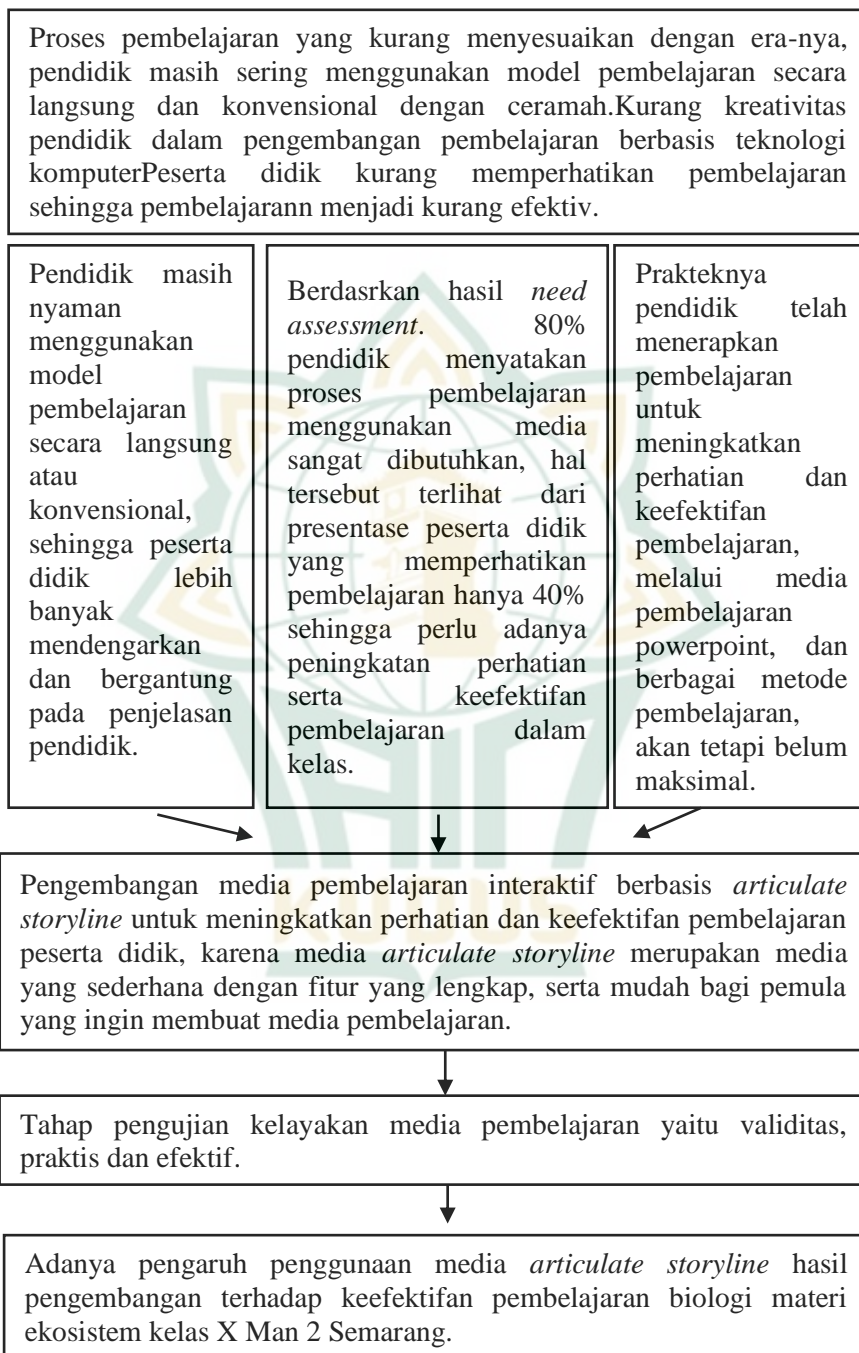 Proses pembelajaran yang kurang menyesuaikan dengan era-nya,
pendidik masih sering menggunakan model pembelajaran secara
langsung dan konvensional dengan ceramah.Kurang kreativitas
pendidik dalam pengembangan pembelajaran berbasis teknologi
komputerPeserta didik kurang memperhatikan pembelajaran
sehingga pembelajarann menjadi kurang efektiv.
Pendidik masih
nyaman
menggunakan
model
pembelajaran
secara langsung
atau
konvensional,
sehingga peserta
didik lebih
banyak
mendengarkan
dan bergantung
pada penjelasan
pendidik.
Berdasrkan hasil need
assessment. 80%
pendidik menyatakan
proses pembelajaran
menggunakan media
sangat dibutuhkan, hal
tersebut terlihat dari
presentase peserta didik
yang memperhatikan
pembelajaran hanya 40%
sehingga perlu adanya
peningkatan perhatian
serta keefektifan
pembelajaran dalam
kelas.
Prakteknya
pendidik telah
menerapkan
pembelajaran
untuk
meningkatkan
perhatian dan
keefektifan
pembelajaran,
melalui media
pembelajaran
powerpoint, dan
berbagai metode
pembelajaran,
akan tetapi belum
maksimal.
Pengembangan media pembelajaran interaktif berbasis articulate
storyline untuk meningkatkan perhatian dan keefektifan pembelajaran
peserta didik, karena media articulate storyline merupakan media
yang sederhana dengan fitur yang lengkap, serta mudah bagi pemula
yang ingin membuat media pembelajaran.
KUDUS
Tahap pengujian kelayakan media pembelajaran yaitu validitas,
praktis dan efektif.
Adanya pengaruh penggunaan media articulate storyline hasil
pengembangan terhadap keefektifan pembelajaran biologi materi
ekosistem kelas X Man 2 Semarang.